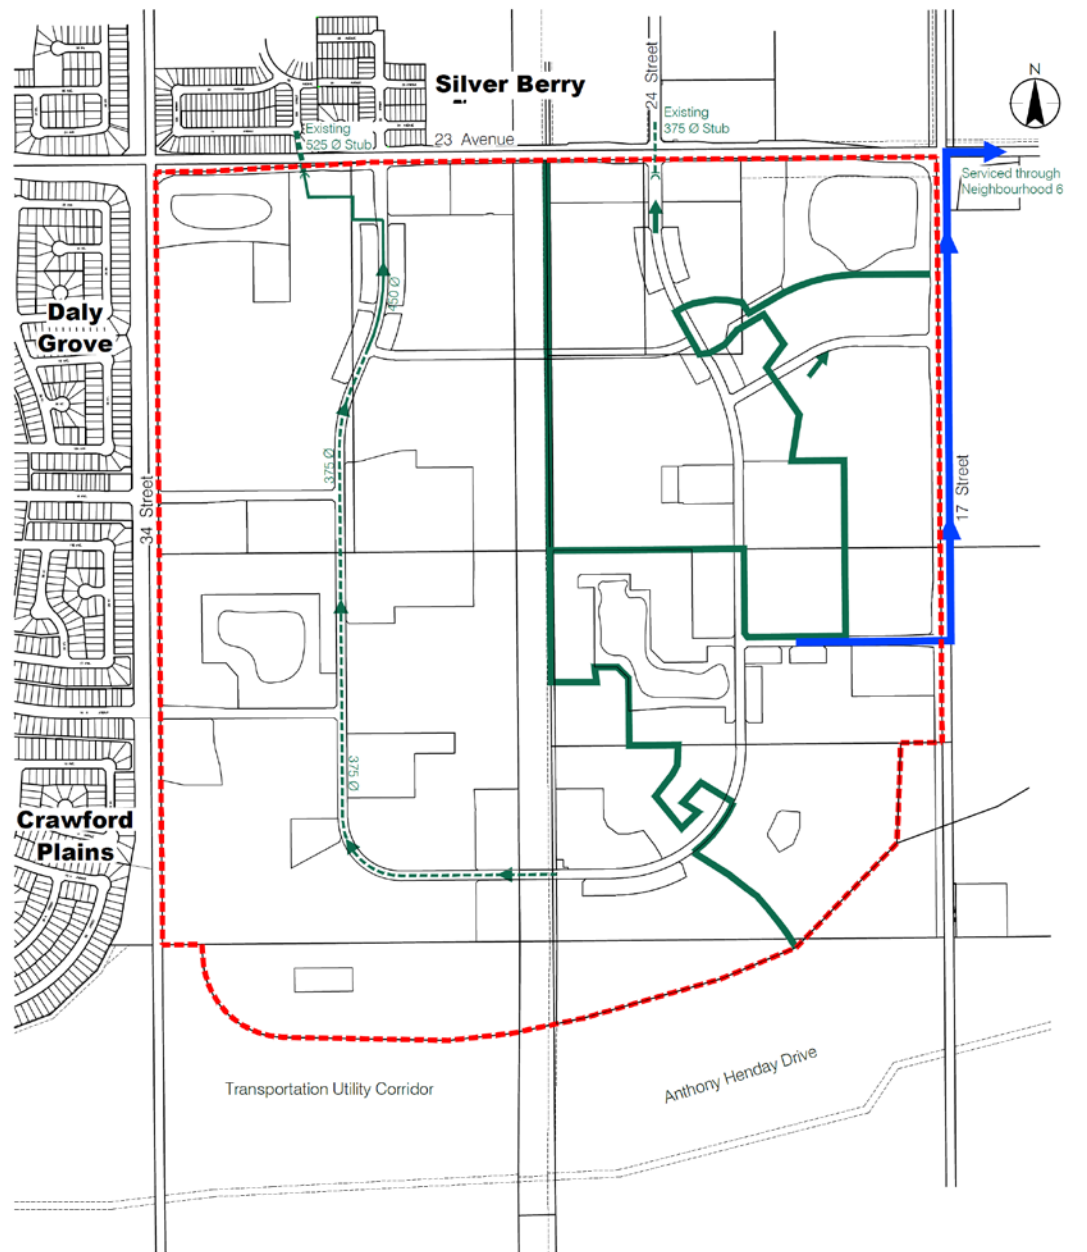 Silver Berry
N
24 Street
Existing
525 Ø Stub
23 Avenue
Existing
375 Ø Stub
Serviced through
Neighbourhood 6
Daly
Grove
450 Ø
375 Ø
34 Street
17 Street
375 Ø
Crawford
Plains
Transportation Utility Corridor
Anthony Henday Drive